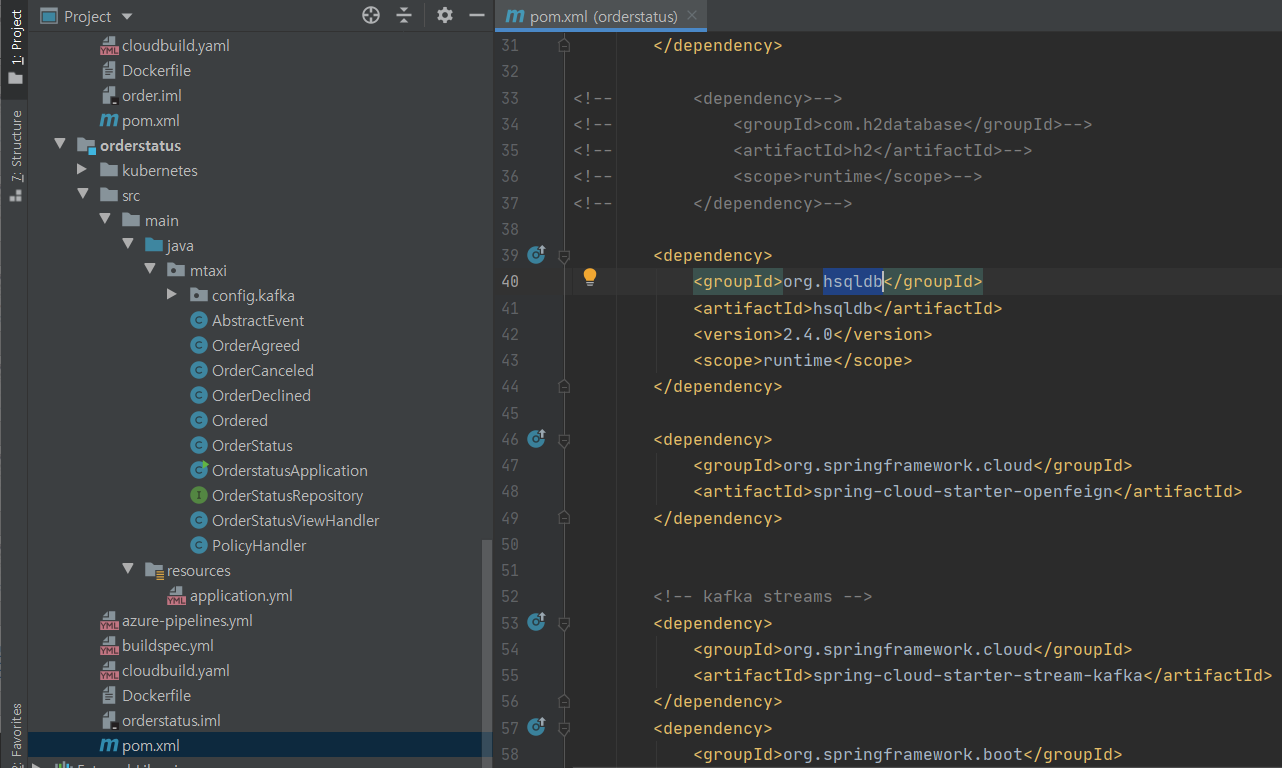 Project
cloudbuild.yaml
Dockerfile
order.iml
pom.xml
orderstatus
kubernetes
src
main
java
mtaxi
config.kafka
AbstractEvent
OrderAgreed
OrderCanceled
OrderDeclined
Ordered
OrderStatus
OrderstatusApplication
OrderStatusRepository
OrderStatusViewHandler
PolicyHandler
resources
application.yml
azure-pipelines.yml
buildspec.yml
cloudbuild.yaml
Dockerfile
orderstatus.iml
pom.xml
1: Project
7: Structure
2: Favorites
pom.xml (orderstatus)
31 </dependency>
32
33 <!-- <dependency>-->
34 <!-- <groupId>com.h2database</groupId>-->
35 <!-- <artifactId>h2</artifactId>-->
36 <!-- <scope>runtime</scope>-->
37 <!-- </dependency>-->
38
39 <dependency>
40 <groupId>org.hsqldb</groupId>
41 <artifactId>hsqldb</artifactId>
42 <version>2.4.0</version>
43 <scope>runtime</scope>
44 </dependency>
45
46 <dependency>
47 <groupId>org.springframework.cloud</groupId>
48 <artifactId>spring-cloud-starter-openfeign</artifactId>
49 </dependency>
50
51
52 <!-- kafka streams -->
53 <dependency>
54 <groupId>org.springframework.cloud</groupId>
55 <artifactId>spring-cloud-starter-stream-kafka</artifactId>
56 </dependency>
57 <dependency>
58 <groupId>org.springframework.boot</groupId>